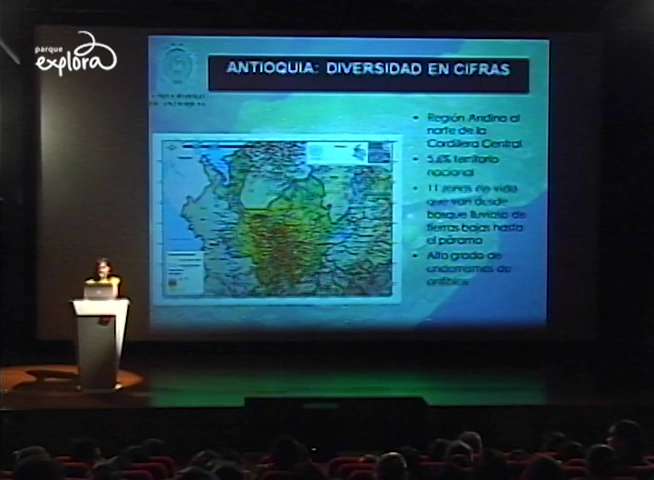 parque
explora
ANTIOQUIA: DIVERSIDAD EN CIFRAS
• Región Andina al
norte de la
Cordillera Central
• 5,6% territorio
nacional
• 11 zonas de vida
que van desde
bosque lluvioso de
tierras bajas hasta
el páramo
• Alto grado de
endemismos de
anfibios